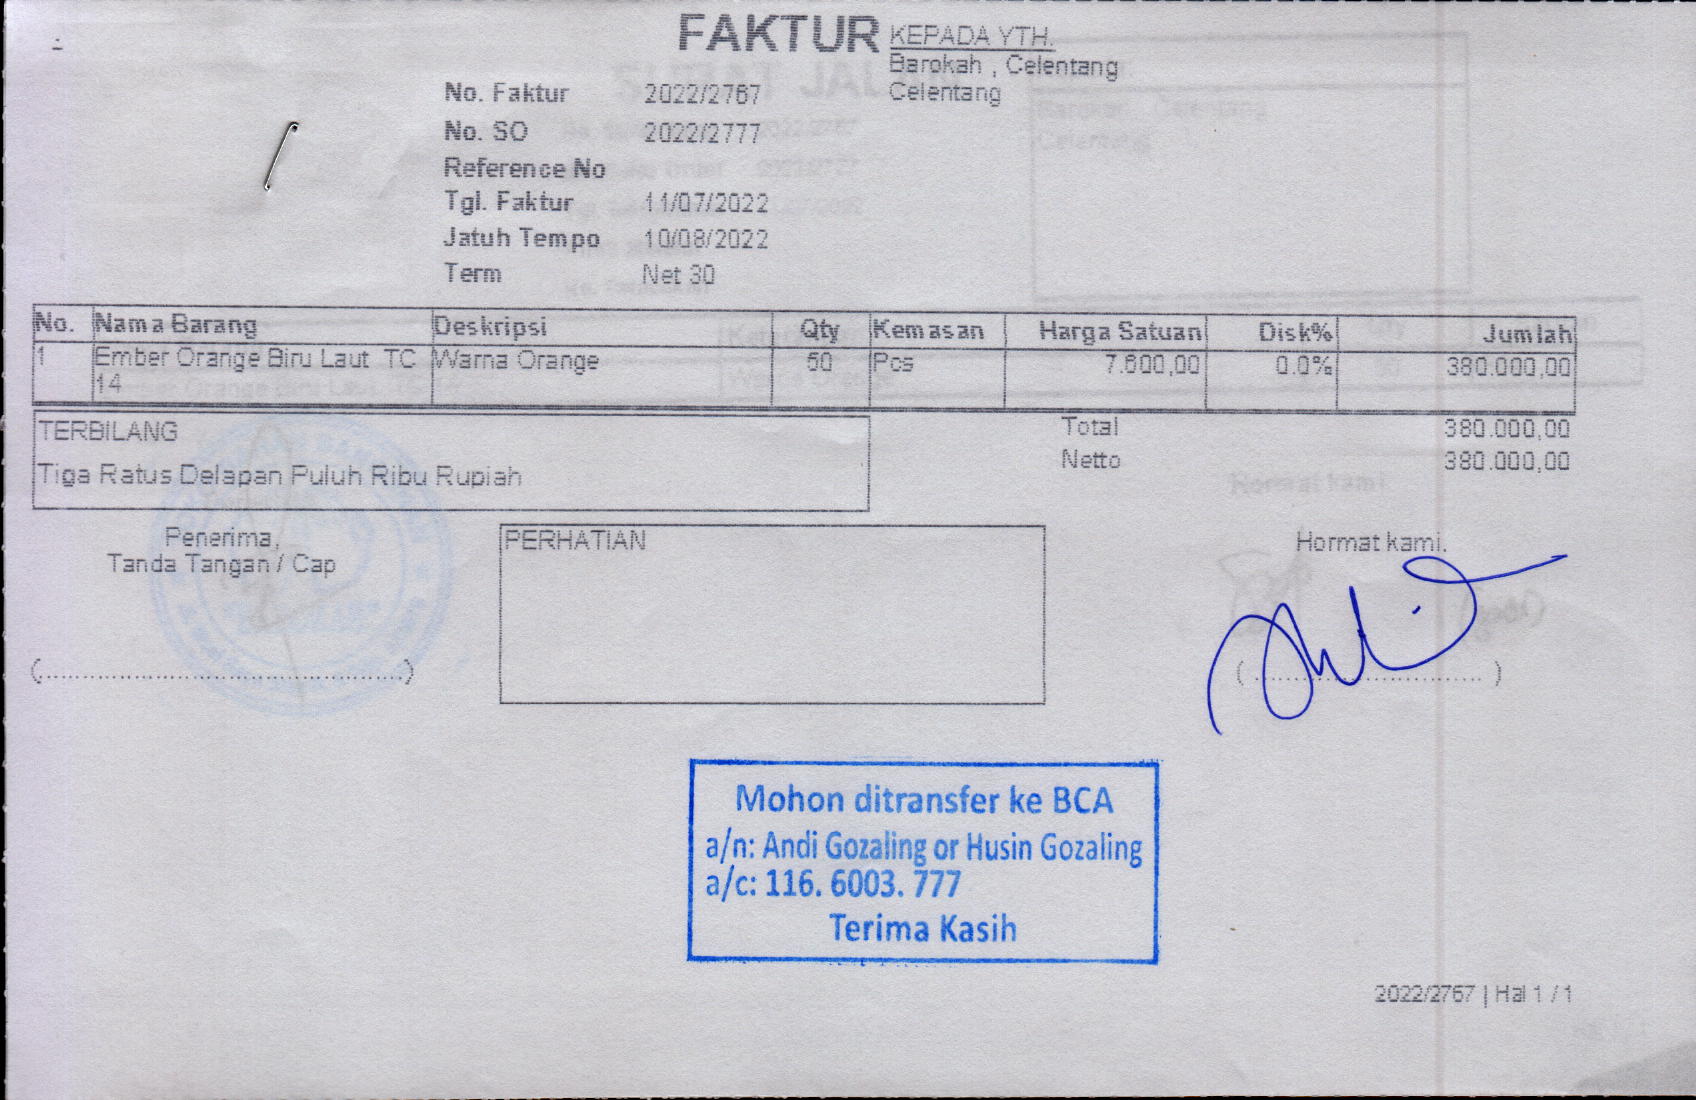 FAKTUR
KEPADA YTH.
Barokah , Celentang
Celentang
No. Faktur 2022/2767
No. SO 2022/2777
Reference No
Tgl. Faktur 11/07/2022
Jatuh Tempo 10/08/2022
Term Net 30
No. Nama Barang Deskripsi Qty Kemasan Harga Satuan Disk% Jumlah
1 Ember Orange Biru Laut TC Warna Orange 50 Pcs 7.600,00 0.0% 380.000,00
14
TERBILANG
Tiga Ratus Delapan Puluh Ribu Rupiah
Total 380.000,00
Netto 380.000,00
Penerima,
Tanda Tangan / Cap
PERHATIAN
Hormat kami.
Mohon ditransfer ke BCA
a/n: Andi Gozaling or Husin Gozaling
a/c: 116. 6003. 777
Terima Kasih
2022/2767 | Hal 1 / 1